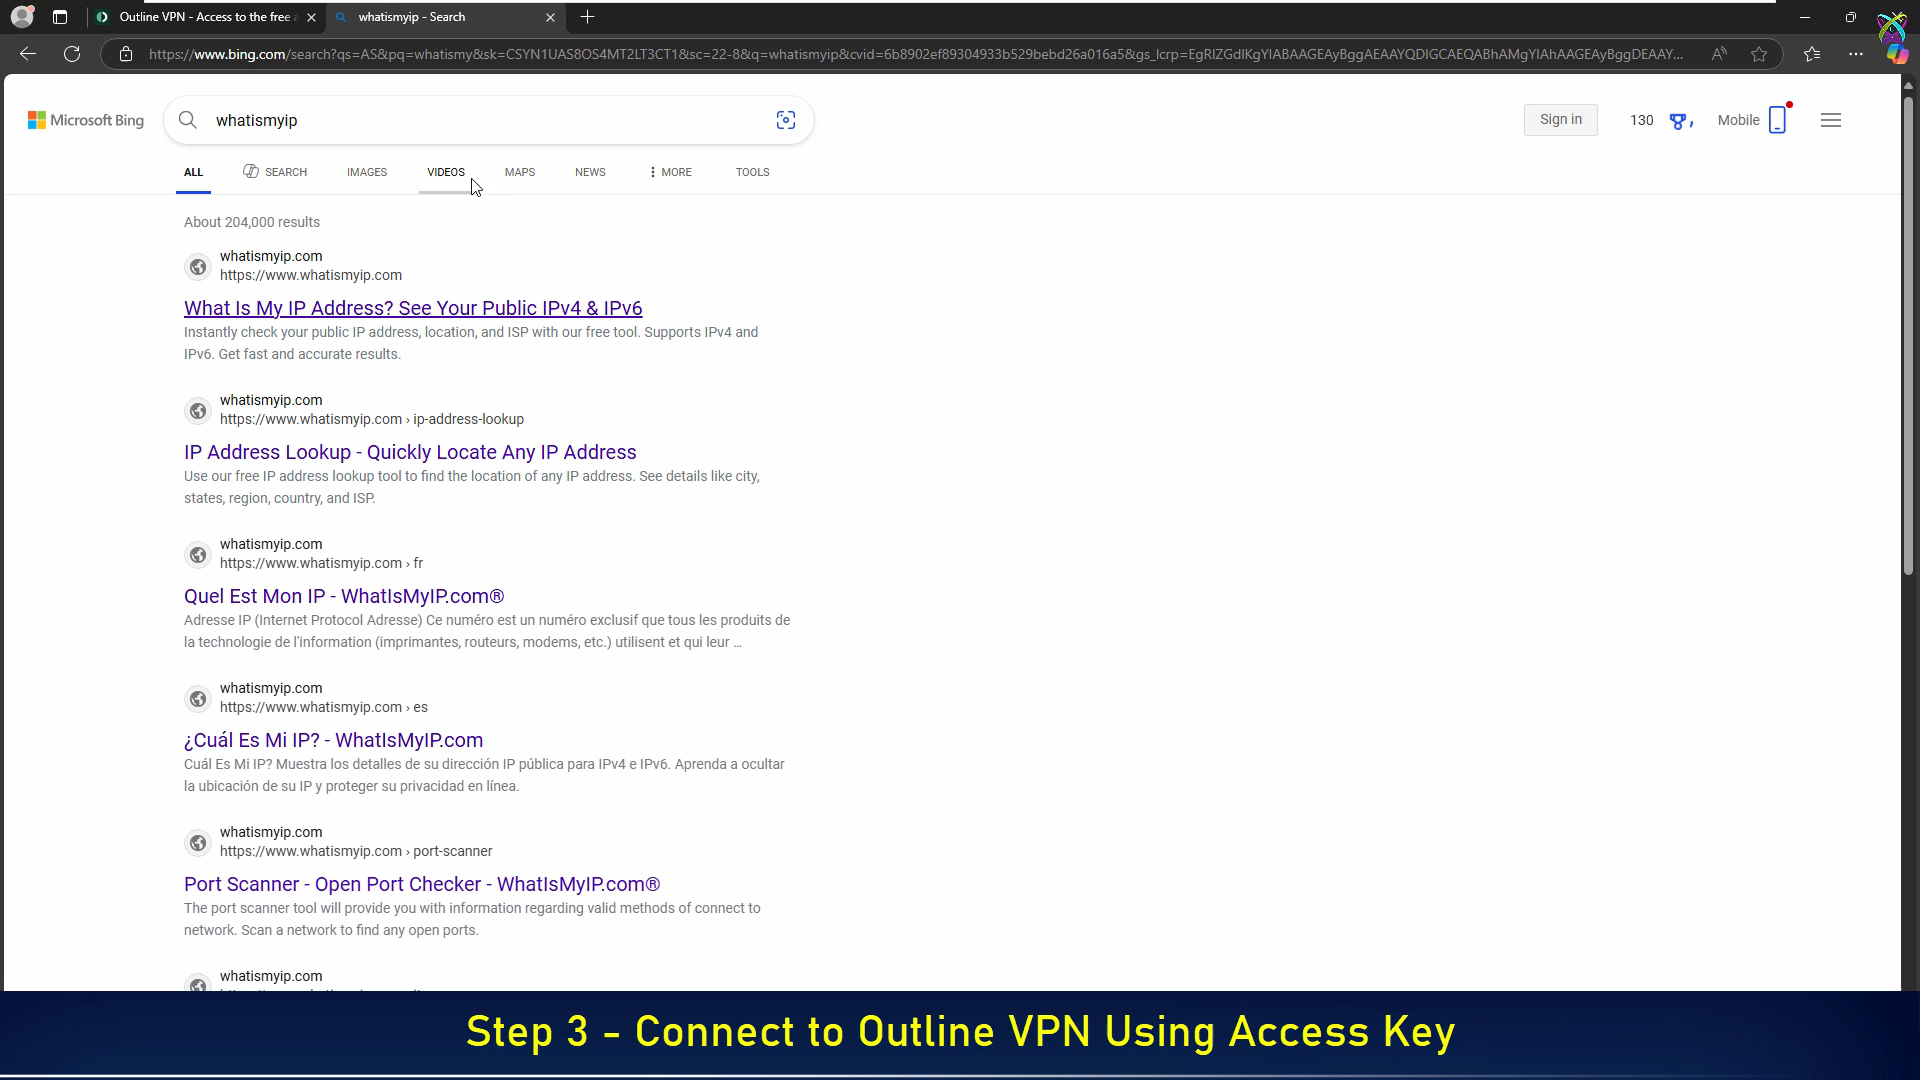 Outline VPN - Access to the free
whatismyip - Search
https://www.bing.com/search?qs=AS&pq=whatismy&sk=CSYN1UAS8OS4MT2LT3CT1&sc=22-8&q=whatismyip&cvid=6b8902ef89304933b529bebd26a016a5&gs_lcrp=EgRlZGdlKgYIABAAGEAyBggAEAAYQDIGCAEQABhAMgYIAhAAGEAyBggDEAAY...
Microsoft Bing
whatismyip
Sign in
130
Mobile
ALL
SEARCH
IMAGES
VIDEOS
MAPS
NEWS
MORE
TOOLS
About 204,000 results
whatismyip.com
https://www.whatismyip.com
What Is My IP Address? See Your Public IPv4 & IPv6
Instantly check your public IP address, location, and ISP with our free tool. Supports IPv4 and
IPv6. Get fast and accurate results.
whatismyip.com
https://www.whatismyip.com › ip-address-lookup
IP Address Lookup - Quickly Locate Any IP Address
Use our free IP address lookup tool to find the location of any IP address. See details like city,
states, region, country, and ISP.
whatismyip.com
https://www.whatismyip.com › fr
Quel Est Mon IP - WhatIsMyIP.com®
Adresse IP (Internet Protocol Adresse) Ce numéro est un numéro exclusif que tous les produits de
la technologie de l'information (imprimantes, routeurs, modems, etc.) utilisent et qui leur ...
whatismyip.com
https://www.whatismyip.com › es
¿Cuál Es Mi IP? - WhatIsMyIP.com
Cuál Es Mi IP? Muestra los detalles de su dirección IP pública para IPv4 e IPv6. Aprenda a ocultar
la ubicación de su IP y proteger su privacidad en línea.
whatismyip.com
https://www.whatismyip.com › port-scanner
Port Scanner - Open Port Checker - WhatIsMyIP.com®
The port scanner tool will provide you with information regarding valid methods of connect to
network. Scan a network to find any open ports.
whatismyip.com
Step 3 - Connect to Outline VPN Using Access Key